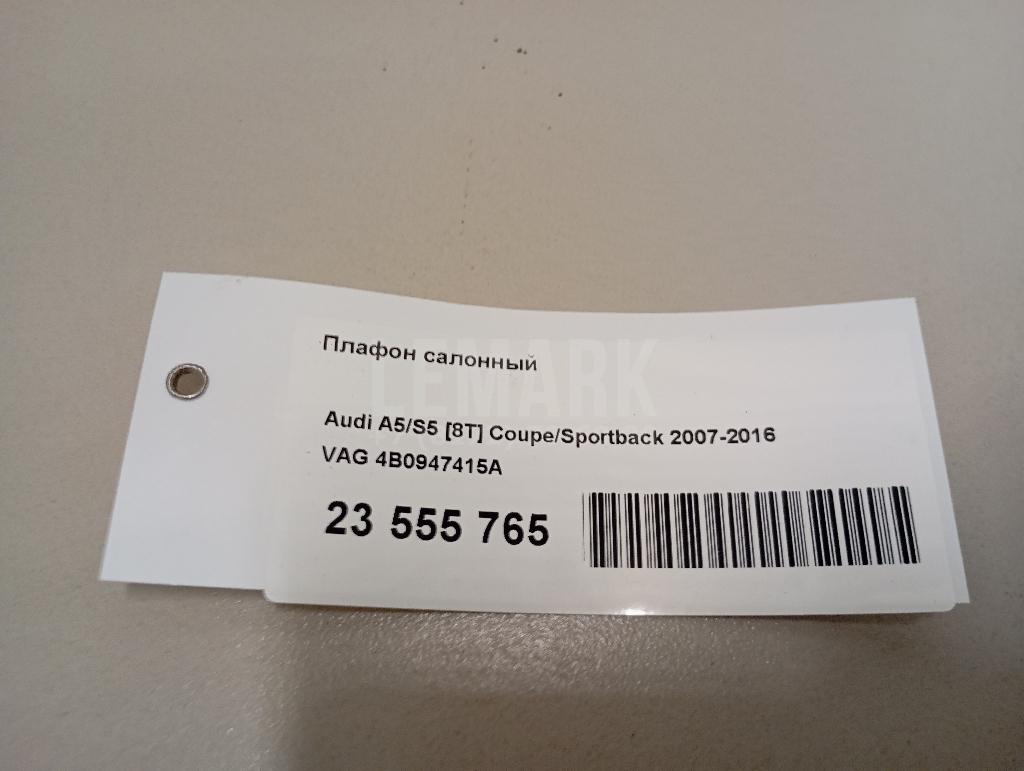 Плафон салонный
LEMARK
Audi A5/S5 [8T] Coupe/Sportback 2007-2016
VAG 4B0947415A
23 555 765